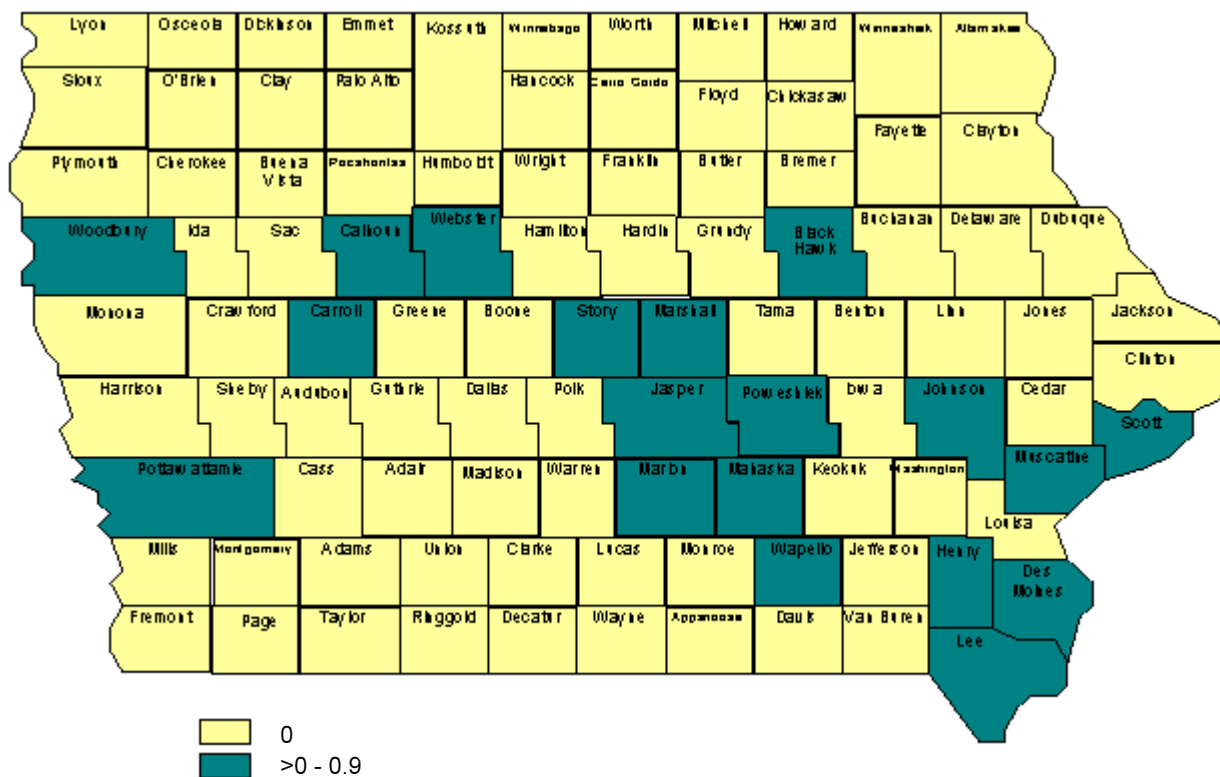 Lyon Osceola Dickinson Emmet Kossuth Winnebago Worth Mitchell Howard Winneshiek Allamakee
Sioux O'Brien Clay Palo Alto Hancock Cerro Gordo Floyd Chickasaw
Fayette Clayton
Plymouth Cherokee Buena Vista Pocahontas Humboldt Wright Franklin Butler Bremer
Woodbury Ida Sac Calhoun Webster Hamilton Hardin Grundy Black Hawk Buchanan Delaware Dubuque
Monona Crawford Carroll Greene Boone Story Marshall Tama Benton Linn Jones Jackson
Clinton
Harrison Shelby Audubon Guthrie Dallas Polk Jasper Poweshiek Iowa Johnson Cedar
Scott
Pottawattamie Cass Adair Madison Warren Marion Mahaska Keokuk Washington Muscatine
Louisa
Mills Montgomery Adams Union Clarke Lucas Monroe Wapello Jefferson Henry
Des Moines
Fremont Page Taylor Ringgold Decatur Wayne Appanoose Davis Van Buren Lee
0
>0 - 0.9